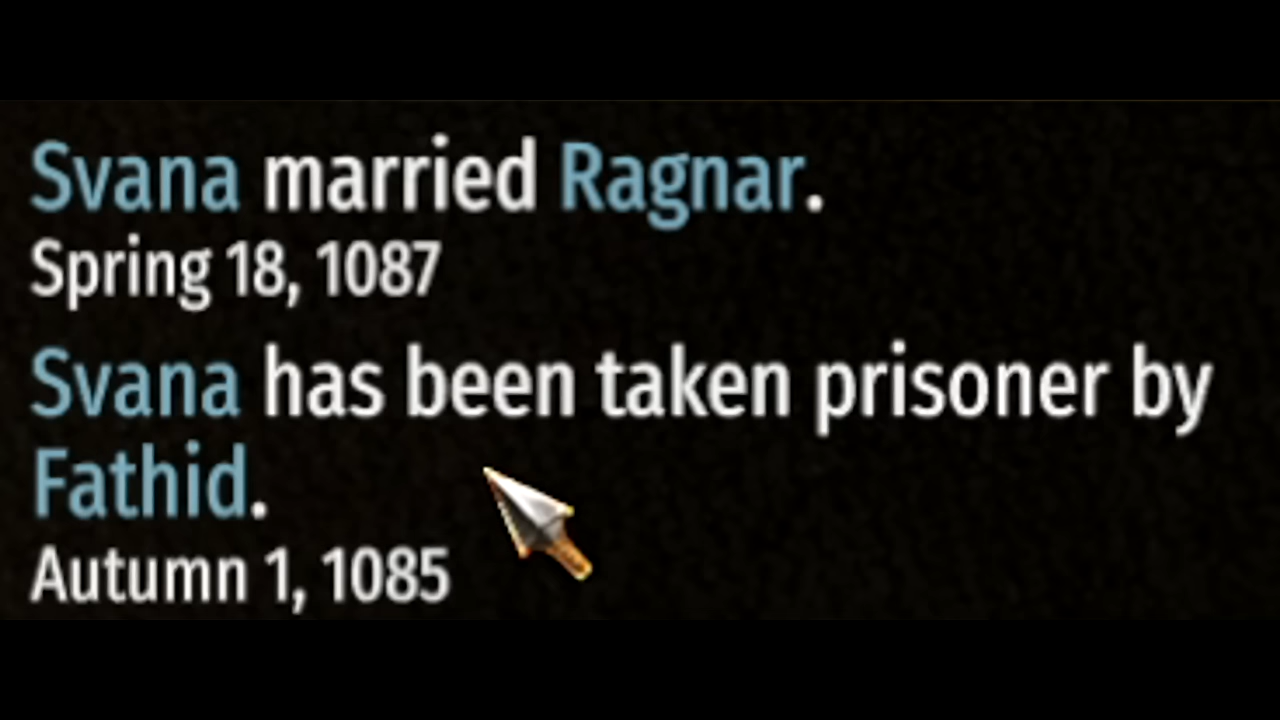 Svana married Ragnar.
Spring 18, 1087
Svana has been taken prisoner by
Fathid.
Autumn 1, 1085